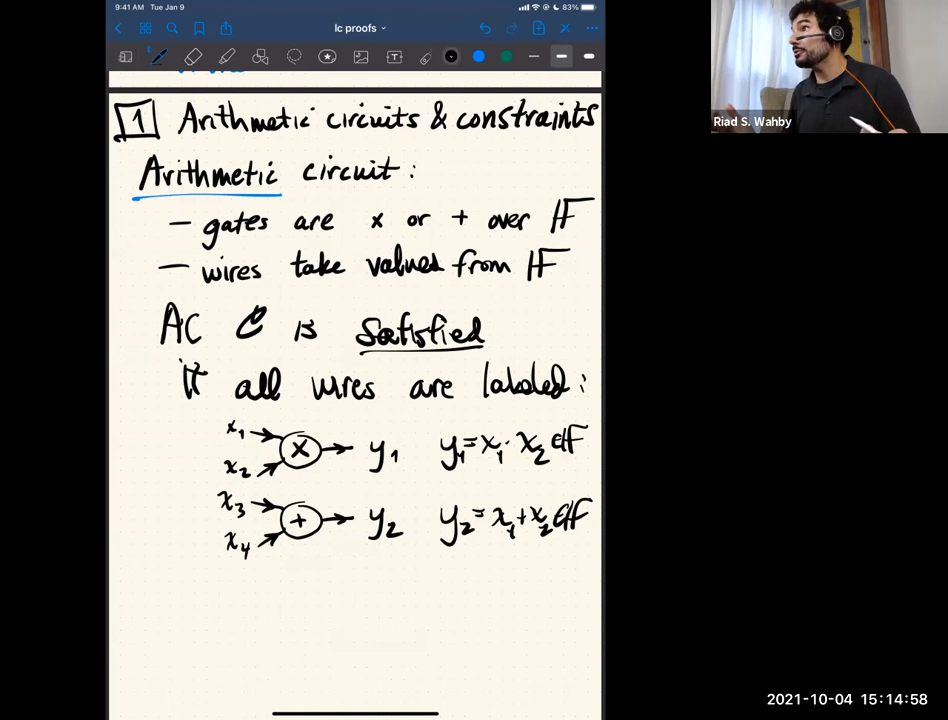 9:41 AM Tue Jan 9
83%
lc proofs
1 Arithmetic circuits & constraints
Arithmetic circuit:
— gates are x or + over F
— wires take values from F
AC C is satisfied
if all wires are labeled:
x₁
x₂
× y₁ y₁ = x₁ · x₂ ∈ F
x₃
x₄
+ y₂ y₂ = x₁ + x₂ ∈ F
Riad S. Wahby
2021-10-04 15:14:58